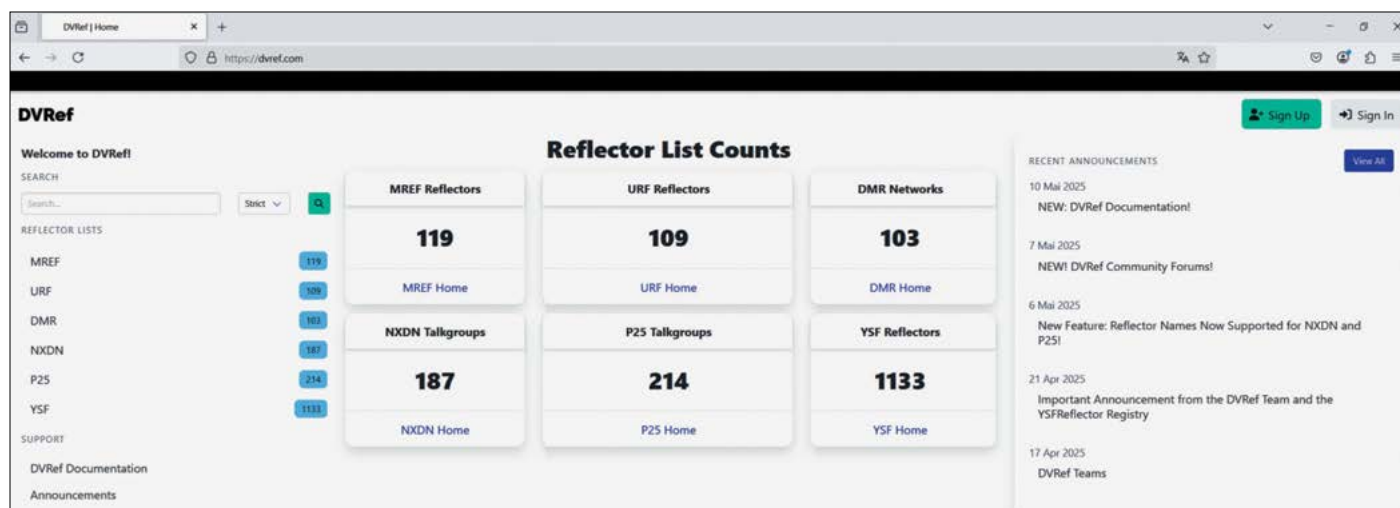 DVRef | Home
https://dvref.com
DVRef
Sign Up
Sign In
Welcome to DVRef!
SEARCH
Search...
Strict
REFLECTOR LISTS
MREF 119
URF 109
DMR 103
NXDN 187
P25 214
YSF 1133
SUPPORT
DVRef Documentation
Announcements
Reflector List Counts
MREF Reflectors
119
MREF Home
URF Reflectors
109
URF Home
DMR Networks
103
DMR Home
NXDN Talkgroups
187
NXDN Home
P25 Talkgroups
214
P25 Home
YSF Reflectors
1133
YSF Home
RECENT ANNOUNCEMENTS
View All
10 Mai 2025
NEW: DVRef Documentation!
7 Mai 2025
NEW! DVRef Community Forums!
6 Mai 2025
New Feature: Reflector Names Now Supported for NXDN and
P25!
21 Apr 2025
Important Announcement from the DVRef Team and the
YSFReflector Registry
17 Apr 2025
DVRef Teams